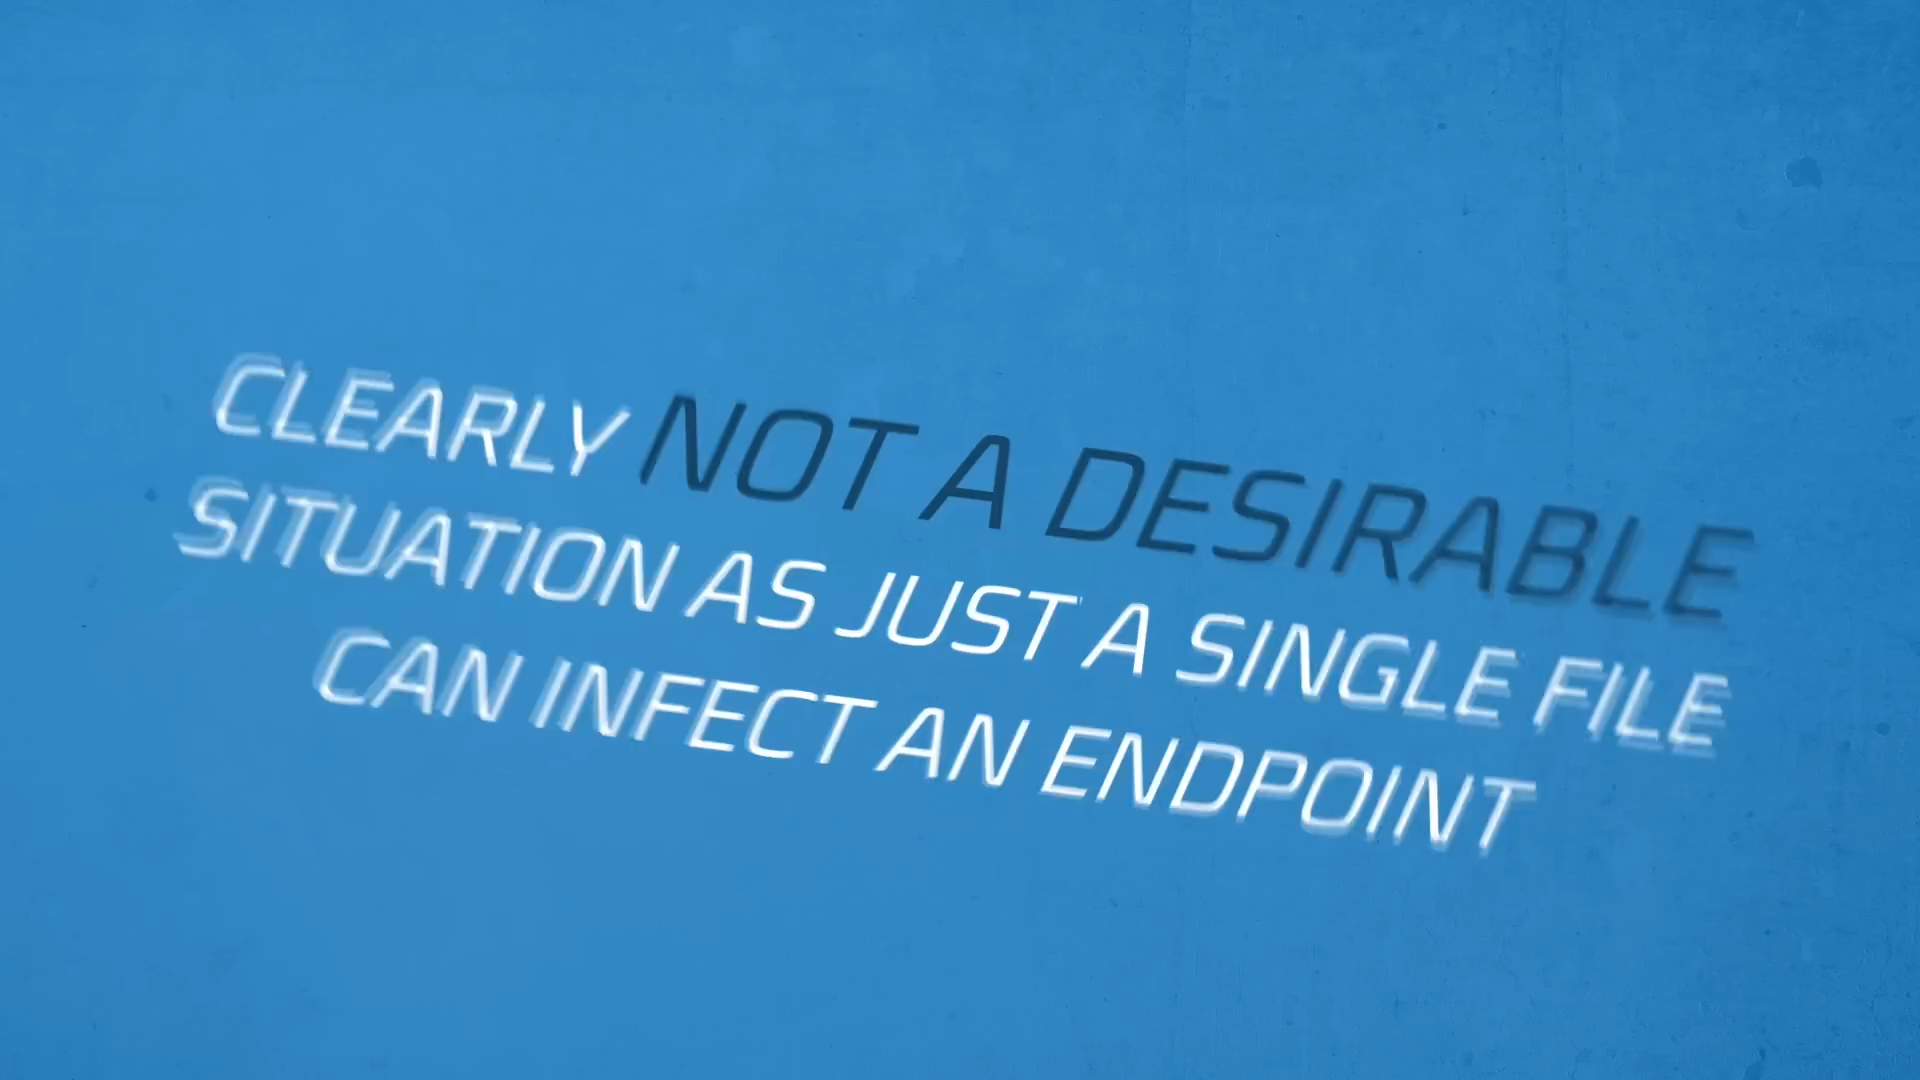 CLEARLY NOT A DESIRABLE
SITUATION AS JUST A SINGLE FILE
CAN INFECT AN ENDPOINT